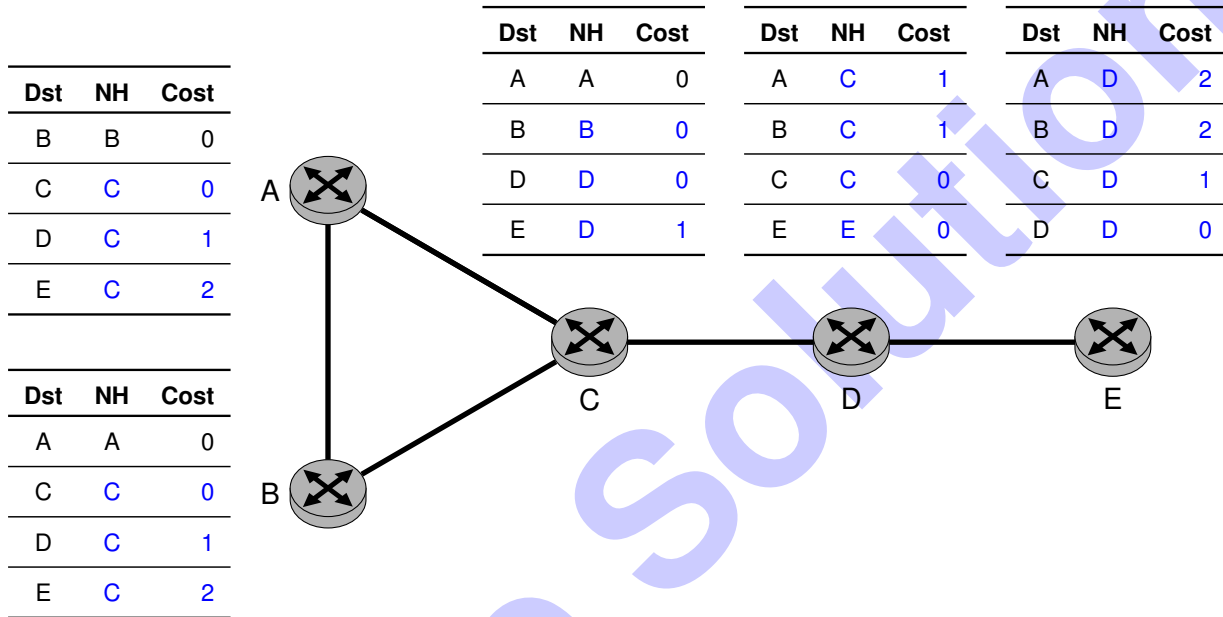 Dst NH Cost
A A 0
B B 0
D D 0
E D 1
Dst NH Cost
A C 1
B C 1
C C 0
E E 0
Dst NH Cost
A D 2
B D 2
C D 1
D D 0
Dst NH Cost
B B 0
C C 0
D C 1
E C 2
A
C
D
E
Dst NH Cost
A A 0
C C 0
D C 1
E C 2
B
Solution